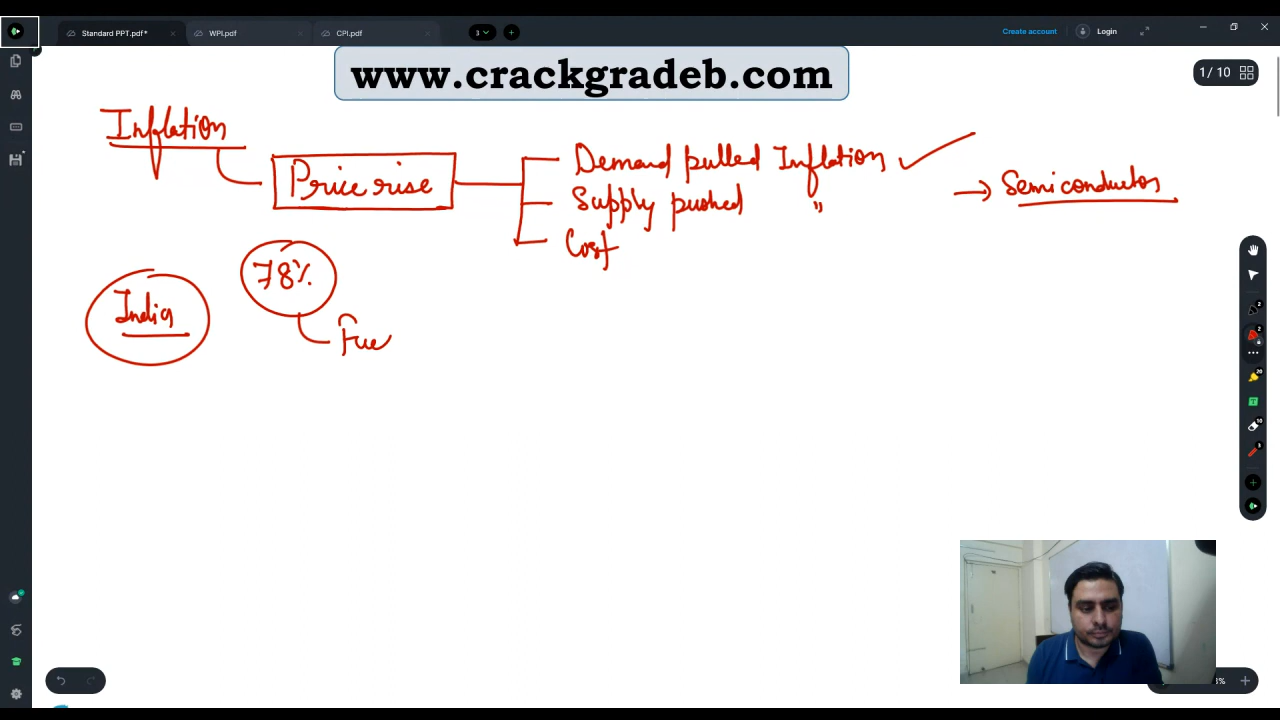 Standard PPT.pdf*
WPI.pdf
CPI.pdf
3
Create account
Login
www.crackgradeb.com
1 / 10
Inflation
Price rise
Demand pulled Inflation
Supply pushed "
Cost
→ Semiconductor
78%
India
Fue